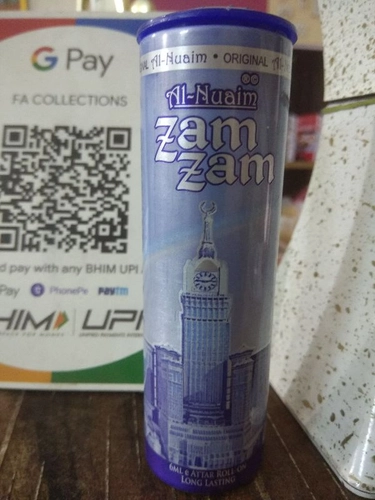 G Pay
FA COLLECTIONS
pay with any BHIM UPI
Pay PhonePe Paytm
BHIM UPI
AL Al-Nuaim • ORIGINAL Al-
Al-Nuaim
Zam
Zam
6ML e ATTAR ROLL ON
LONG LASTING